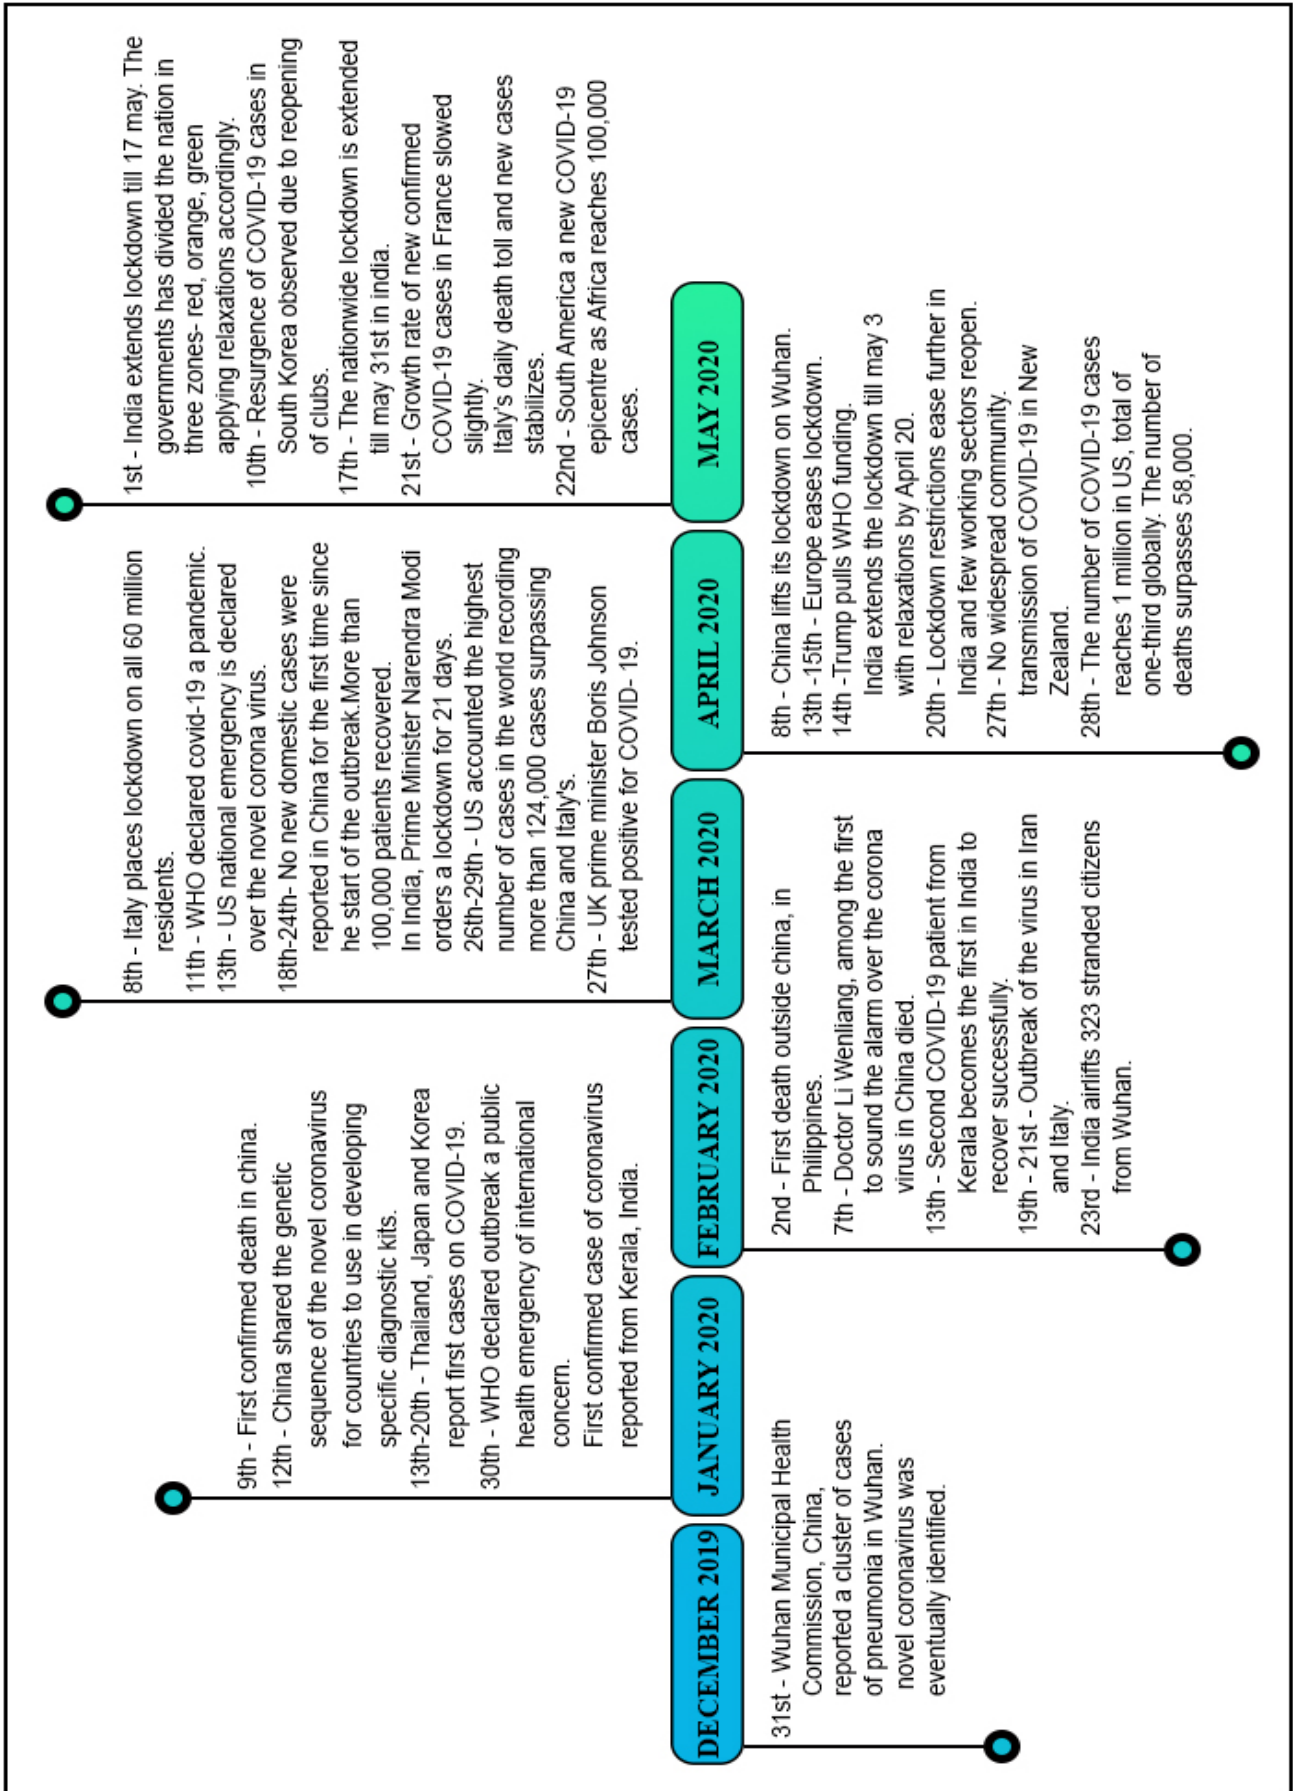 DECEMBER 2019
31st - Wuhan Municipal Health
Commission, China,
reported a cluster of cases
of pneumonia in Wuhan.
novel coronavirus was
eventually identified.
JANUARY 2020
9th - First confirmed death in china.
12th - China shared the genetic
sequence of the novel coronavirus
for countries to use in developing
specific diagnostic kits.
13th-20th - Thailand, Japan and Korea
report first cases on COVID-19.
30th - WHO declared outbreak a public
health emergency of international
concern.
First confirmed case of coronavirus
reported from Kerala, India.
FEBRUARY 2020
2nd - First death outside china, in
Philippines.
7th - Doctor Li Wenliang, among the first
to sound the alarm over the corona
virus in China died.
13th - Second COVID-19 patient from
Kerala becomes the first in India to
recover successfully.
19th - 21st - Outbreak of the virus in Iran
and Italy.
23rd - India airlifts 323 stranded citizens
from Wuhan.
MARCH 2020
8th - Italy places lockdown on all 60 million
residents.
11th - WHO declared covid-19 a pandemic.
13th - US national emergency is declared
over the novel corona virus.
18th-24th- No new domestic cases were
reported in China for the first time since
he start of the outbreak.More than
100,000 patients recovered.
In India, Prime Minister Narendra Modi
orders a lockdown for 21 days.
26th-29th - US accounted the highest
number of cases in the world recording
more than 124,000 cases surpassing
China and Italy's.
27th - UK prime minister Boris Johnson
tested positive for COVID- 19.
APRIL 2020
8th - China lifts its lockdown on Wuhan.
13th -15th - Europe eases lockdown.
14th -Trump pulls WHO funding.
India extends the lockdown till may 3
with relaxations by April 20.
20th - Lockdown restrictions ease further in
India and few working sectors reopen.
27th - No widespread community.
transmission of COVID-19 in New
Zealand.
28th - The number of COVID-19 cases
reaches 1 million in US, total of
one-third globally. The number of
deaths surpasses 58,000.
MAY 2020
1st - India extends lockdown till 17 may. The
governments has divided the nation in
three zones- red, orange, green
applying relaxations accordingly.
10th - Resurgence of COVID-19 cases in
South Korea observed due to reopening
of clubs.
17th - The nationwide lockdown is extended
till may 31st in india.
21st - Growth rate of new confirmed
COVID-19 cases in France slowed
slightly.
Italy's daily death toll and new cases
stabilizes.
22nd - South America a new COVID-19
epicentre as Africa reaches 100,000
cases.